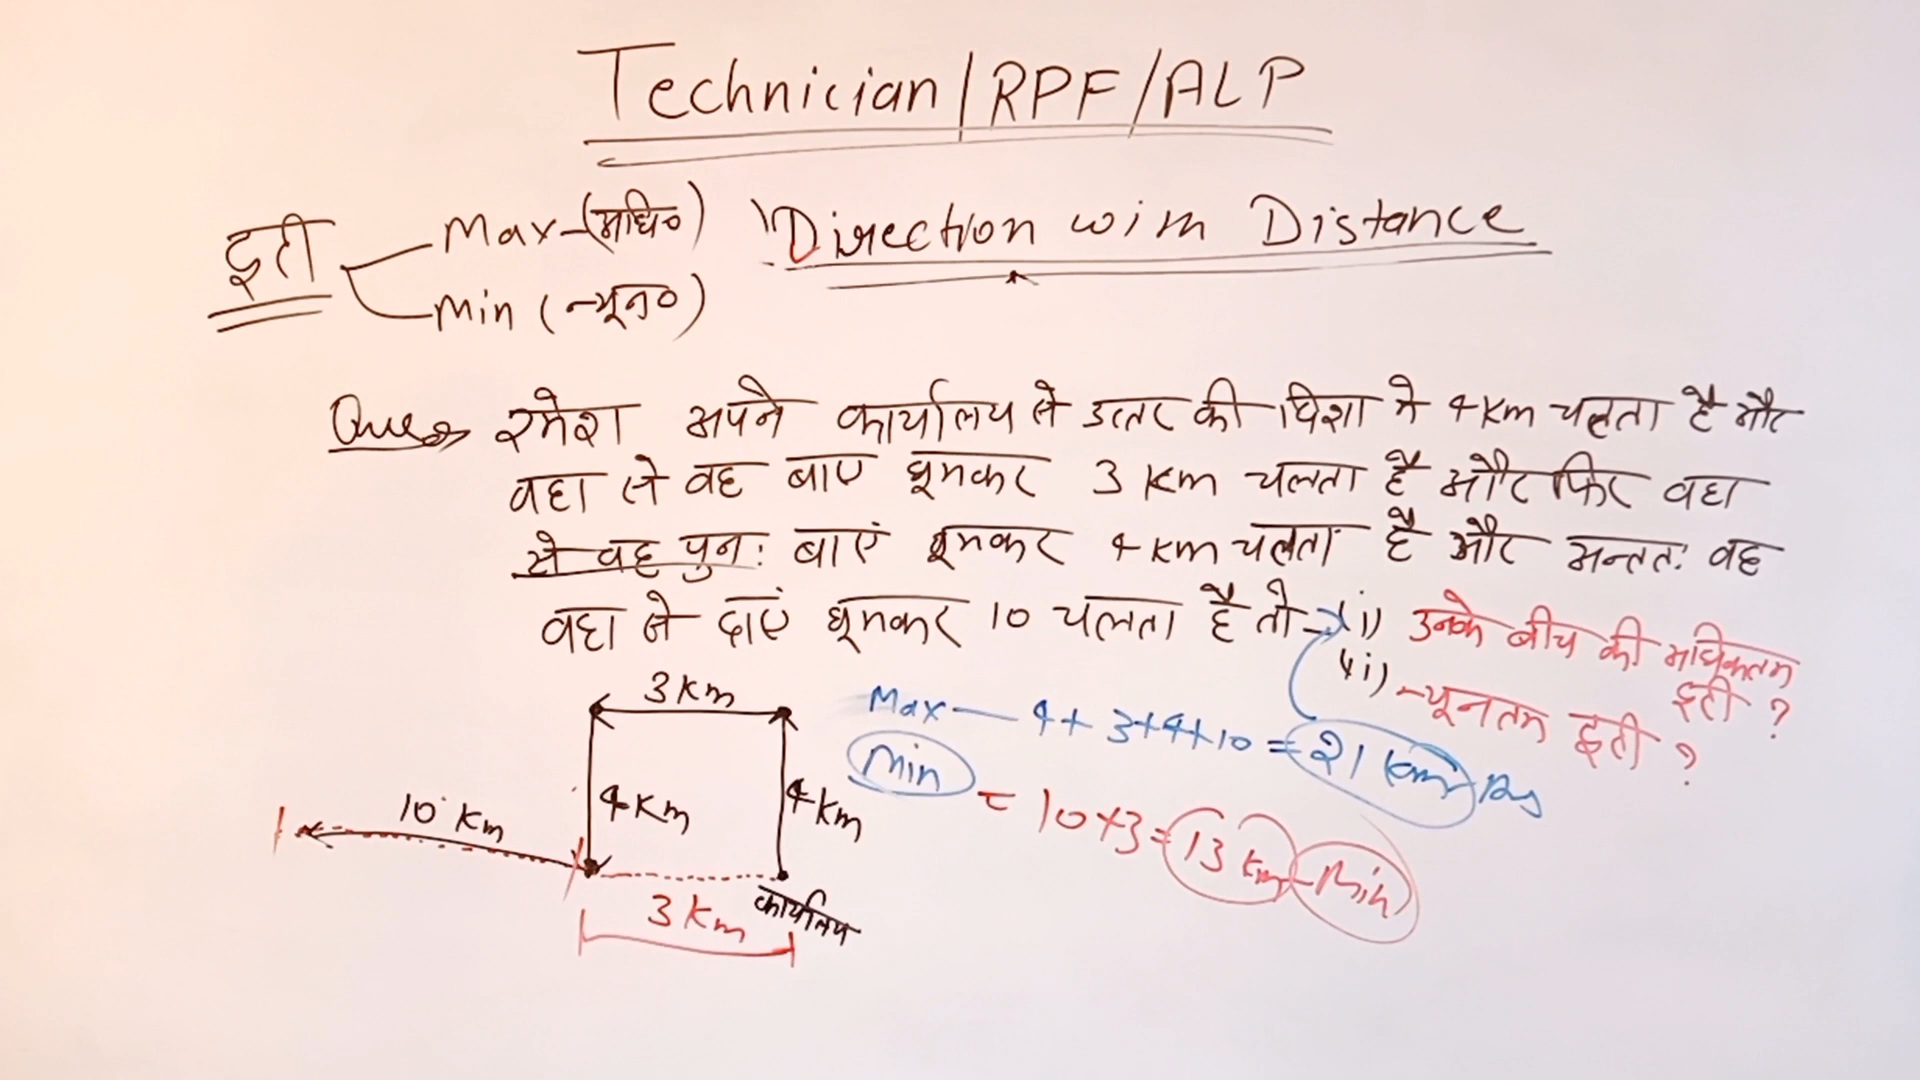 Technician/RPF/ALP
दूरी Max-(अधि०) Direction with Distance
Min (न्यून०)
Que→ रमेश अपने कार्यालय से उत्तर की दिशा मे 4 Km चलता है और
वहा से वह बाए घूमकर 3 Km चलता है और फिर वहा
से वह पुनः बाएं घूमकर 4 Km चलता है और अन्ततः वह
वहा से दाएं घूमकर 10 चलता है तो→ i) उनके बीच की अधिकतम
दूरी ?
ii) न्यूनतम दूरी ?
3 Km
Max — 4 + 3+4+10 = 21 km Ans
Min = 10+3 = 13 km - Min
10 Km
4 Km
4 Km
3 Km
कार्यालय